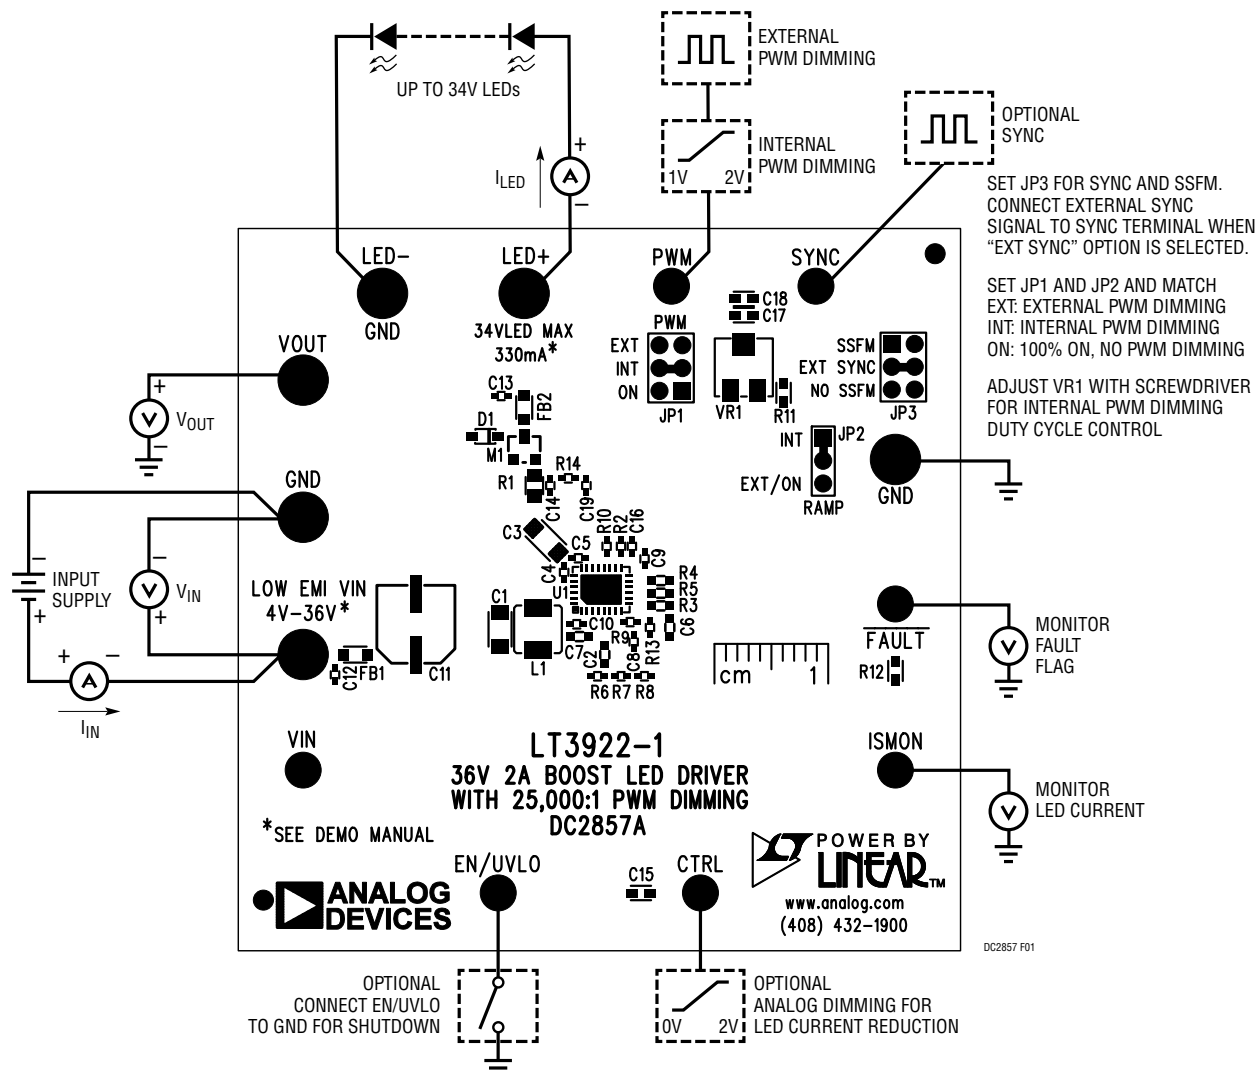 EXTERNAL
PWM DIMMING
UP TO 34V LEDs
OPTIONAL
SYNC
INTERNAL
PWM DIMMING
1V 2V
+
ILED
A
−
SET JP3 FOR SYNC AND SSFM.
CONNECT EXTERNAL SYNC
SIGNAL TO SYNC TERMINAL WHEN
“EXT SYNC” OPTION IS SELECTED.
SET JP1 AND JP2 AND MATCH
EXT: EXTERNAL PWM DIMMING
INT: INTERNAL PWM DIMMING
ON: 100% ON, NO PWM DIMMING
ADJUST VR1 WITH SCREWDRIVER
FOR INTERNAL PWM DIMMING
DUTY CYCLE CONTROL
LED-
GND
LED+
34VLED MAX
330mA*
PWM
SYNC
C18
C17
PWM
EXT
INT
ON
JP1
VR1
R11
SSFM
EXT SYNC
NO SSFM
JP3
VOUT
+
V
VOUT
−
C13
FB2
D1
M1
R1
R14
C14
C19
INT
JP2
EXT/ON
RAMP
GND
GND
C3
C5
C4
U1
R10
R2
C16
C9
R4
R5
R3
C6
−
INPUT
SUPPLY
+
−
V
VIN
+
LOW EMI VIN
4V-36V*
+ −
A
IIN
C12
FB1
C11
C1
L1
C10
C7
C2
R9
C8
R13
R6 R7 R8
cm 1
FAULT
R12
V
MONITOR
FAULT
FLAG
VIN
LT3922-1
36V 2A BOOST LED DRIVER
WITH 25,000:1 PWM DIMMING
DC2857A
*SEE DEMO MANUAL
ISMON
V
MONITOR
LED CURRENT
EN/UVLO
C15
CTRL
ANALOG
DEVICES
POWER BY
LINEAR TM
www.analog.com
(408) 432-1900
DC2857 F01
OPTIONAL
CONNECT EN/UVLO
TO GND FOR SHUTDOWN
0V 2V
OPTIONAL
ANALOG DIMMING FOR
LED CURRENT REDUCTION